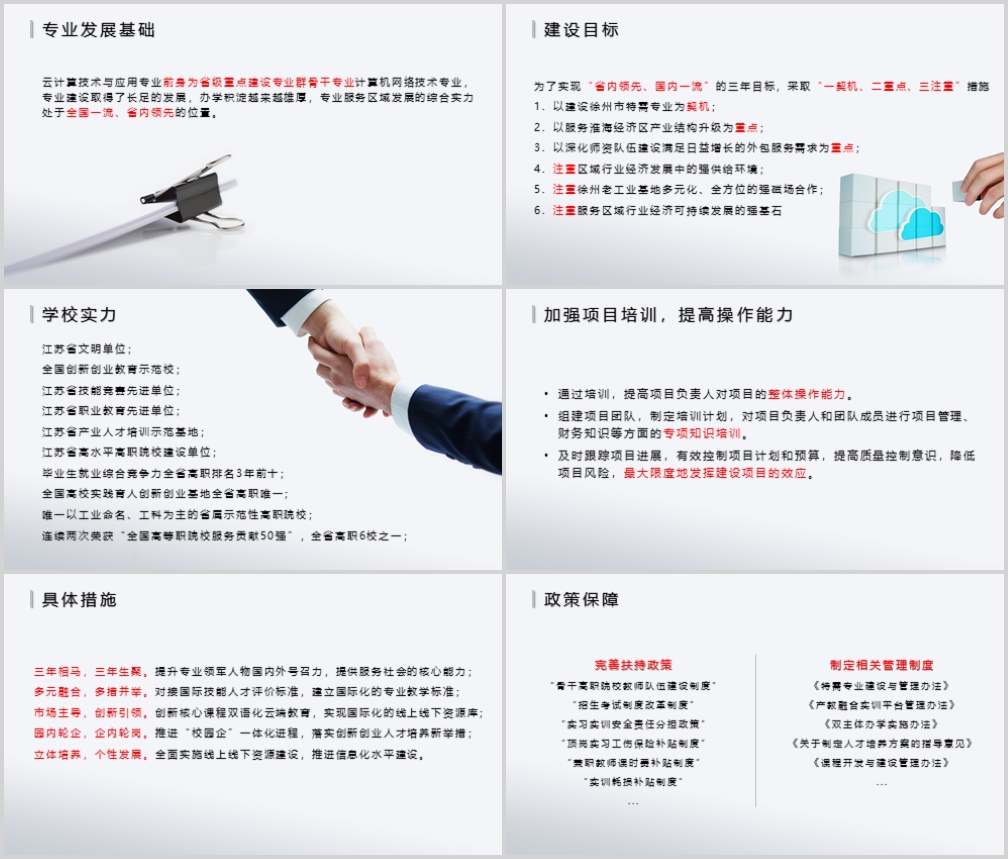 专业发展基础
云计算技术与应用专业前身为省级重点建设专业群骨干专业计算机网络技术专业，
专业建设取得了长足的发展，办学积淀越来越雄厚，专业服务区域发展的综合实力
处于全国一流、省内领先的位置。
建设目标
为了实现“省内领先、国内一流”的三年目标，采取“一契机、二重点、三注重”措施
1. 以建设徐州市特需专业为契机；
2. 以服务淮海经济区产业结构升级为重点；
3. 以深化师资队伍建设满足日益增长的外包服务需求为重点；
4. 注重区域行业经济发展中的强供给环境；
5. 注重徐州老工业基地多元化、全方位的强磁场合作；
6. 注重服务区域行业经济可持续发展的强基石
学校实力
江苏省文明单位；
全国创新创业教育示范校；
江苏省技能竞赛先进单位；
江苏省职业教育先进单位；
江苏省产业人才培训示范基地；
江苏省高水平高职院校建设单位；
毕业生就业综合竞争力全省高职排名3年前十；
全国高校实践育人创新创业基地全省高职唯一；
唯一以工业命名、工科为主的省属示范性高职院校；
连续两次荣获“全国高等职院校服务贡献50强”，全省高职6校之一；
加强项目培训，提高操作能力
• 通过培训，提高项目负责人对项目的整体操作能力。
• 组建项目团队，制定培训计划，对项目负责人和团队成员进行项目管理、
财务知识等方面的专项知识培训。
• 及时跟踪项目进展，有效控制项目计划和预算，提高质量控制意识，降低
项目风险，最大限度地发挥建设项目的效应。
具体措施
三年相马，三年生聚。提升专业领军人物国内外号召力，提供服务社会的核心能力；
多元融合，多措并举。对接国际技能人才评价标准，建立国际化的专业教学标准；
市场主导，创新引领。创新核心课程双语化云端教育，实现国际化的线上线下资源库；
园内轮企，企内轮岗。推进“校园企”一体化进程，落实创新创业人才培养新举措；
立体培养，个性发展。全面实施线上线下资源建设，推进信息化水平建设。
政策保障
完善扶持政策
“骨干高职院校教师队伍建设制度”
“招生考试制度改革制度”
“实习实训安全责任分担政策”
“顶岗实习工伤保险补贴制度”
“兼职教师课时费补贴制度”
“实训耗损补贴制度”
...
制定相关管理制度
《特需专业建设与管理办法》
《产教融合实训平台管理办法》
《双主体办学实施办法》
《关于制定人才培养方案的指导意见》
《课程开发与建设管理办法》
...